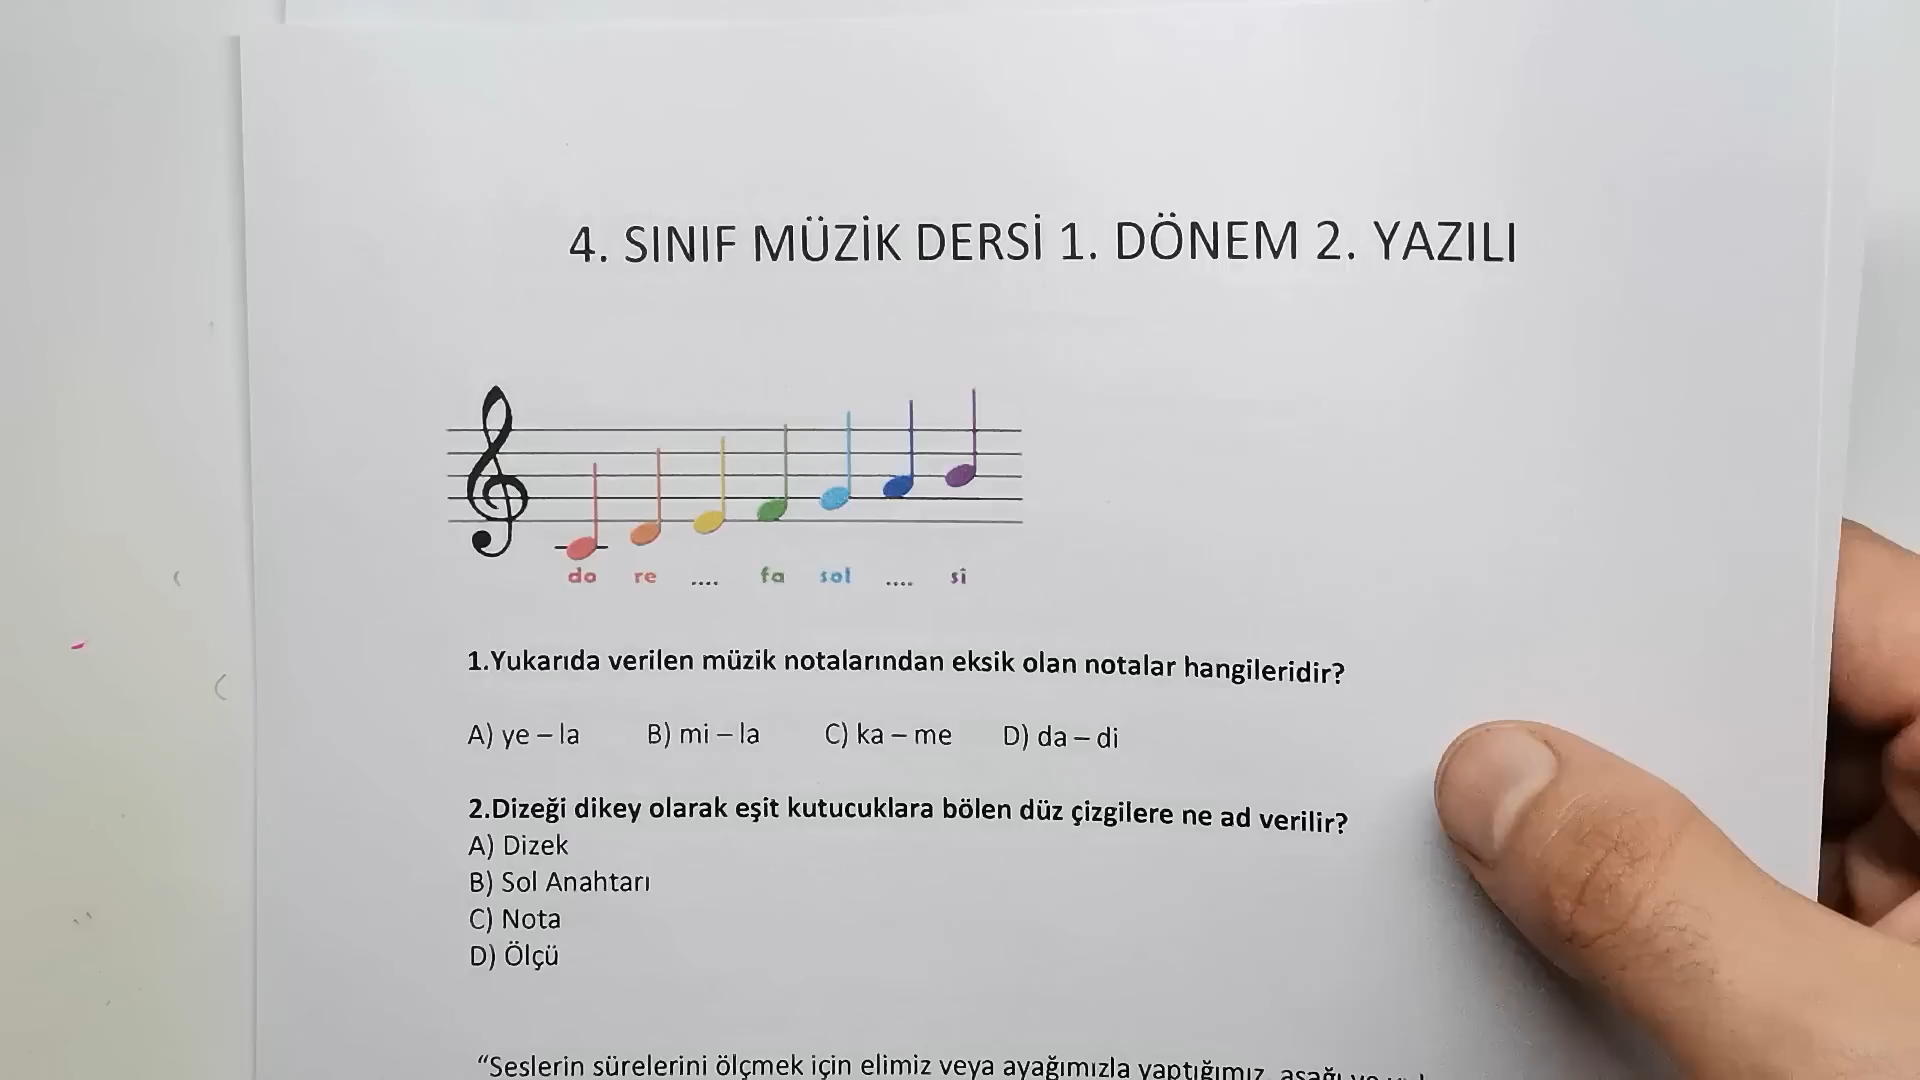 4. SINIF MÜZİK DERSİ 1. DÖNEM 2. YAZILI
do re .... fa sol .... si
1.Yukarıda verilen müzik notalarından eksik olan notalar hangileridir?
A) ye – la B) mi – la C) ka – me D) da – di
2.Dizeği dikey olarak eşit kutucuklara bölen düz çizgilere ne ad verilir?
A) Dizek
B) Sol Anahtarı
C) Nota
D) Ölçü
“Seslerin sürelerini ölçmek için elimiz veya ayağımızla yaptığımız, aşağı